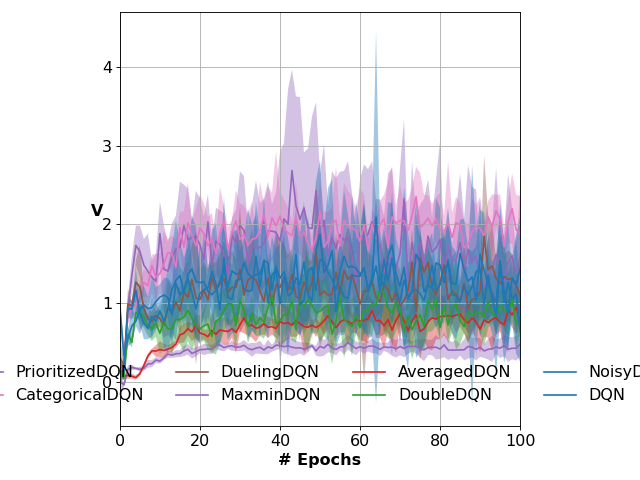 4
3
V
2
1
PrioritizedDQN DuelingDQN AveragedDQN NoisyD
0
CategoricalDQN MaxminDQN DoubleDQN DQN
0 20 40 60 80 100
# Epochs